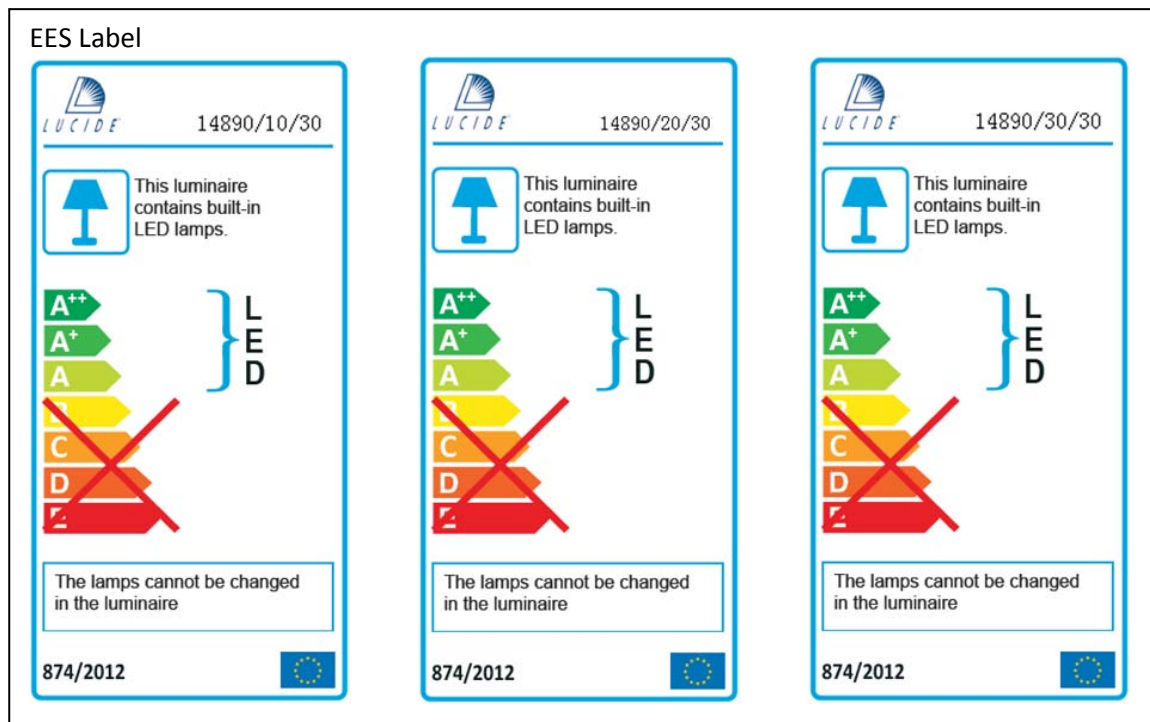 EES Label
LUCIDE
14890/10/30
This luminaire
contains built-in
LED lamps.
A++
A+
A
B
C
D
E
L
E
D
The lamps cannot be changed
in the luminaire
874/2012
LUCIDE
14890/20/30
This luminaire
contains built-in
LED lamps.
A++
A+
A
B
C
D
E
L
E
D
The lamps cannot be changed
in the luminaire
874/2012
LUCIDE
14890/30/30
This luminaire
contains built-in
LED lamps.
A++
A+
A
B
C
D
E
L
E
D
The lamps cannot be changed
in the luminaire
874/2012